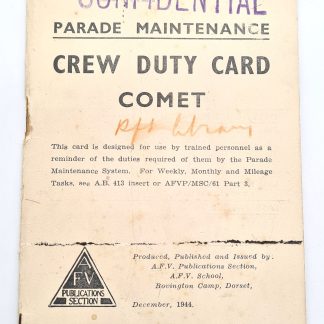 CONFIDENTIAL
PARADE MAINTENANCE
CREW DUTY CARD
COMET
This card is designed for use by trained personnel as a
reminder of the duties required of them by the Parade
Maintenance System. For Weekly, Monthly and Mileage
Tasks, see A.B. 413 insert or AFVP/MSC/61 Part 3.
Produced, Published and Issued by:
A.F.V. Publications Section,
A.F.V. School,
Bovington Camp, Dorset,
December, 1944.
A
F V
PUBLICATIONS
SECTION